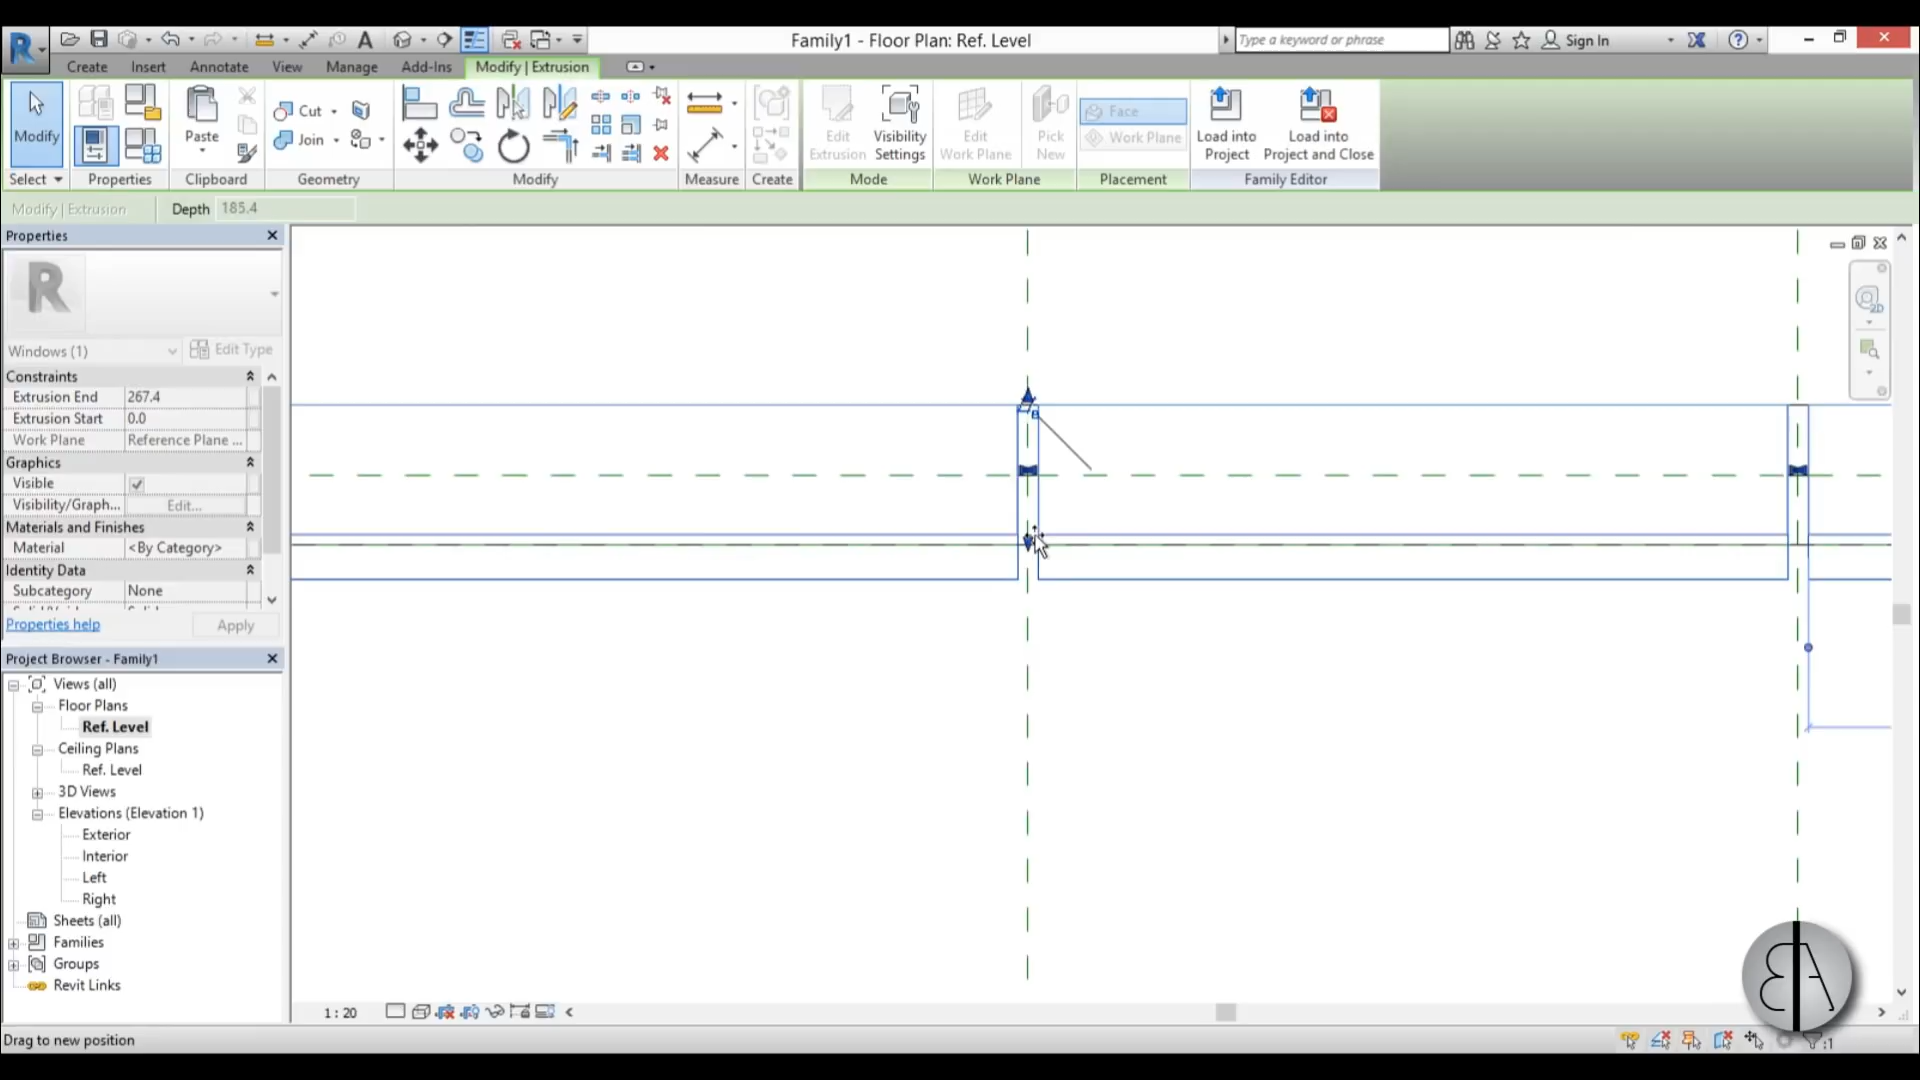 Family1 - Floor Plan: Ref. Level
Type a keyword or phrase
Sign In
Create
Insert
Annotate
View
Manage
Add-Ins
Modify | Extrusion
Modify
Select
Properties
Paste
Clipboard
Cut
Join
Geometry
Modify
Measure
Create
Edit
Extrusion
Visibility
Settings
Mode
Edit
Work Plane
Pick
New
Work Plane
Face
Work Plane
Placement
Load into
Project
Load into
Project and Close
Family Editor
Modify | Extrusion
Depth 185.4
Properties
Windows (1)
Edit Type
Constraints
Extrusion End 267.4
Extrusion Start 0.0
Work Plane Reference Plane ...
Graphics
Visible
Visibility/Graph... Edit...
Materials and Finishes
Material <By Category>
Identity Data
Subcategory None
Properties help
Apply
Project Browser - Family1
Views (all)
Floor Plans
Ref. Level
Ceiling Plans
Ref. Level
3D Views
Elevations (Elevation 1)
Exterior
Interior
Left
Right
Sheets (all)
Families
Groups
Revit Links
2D
1 : 20
Drag to new position
:1